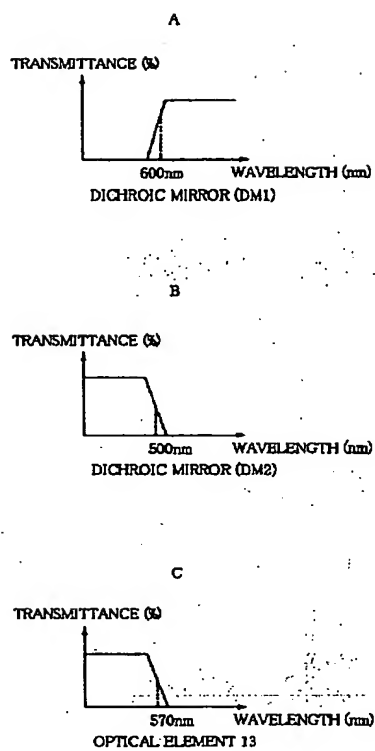 A
TRANSMITTANCE (%)
600nm WAVELENGTH (nm)
DICHROIC MIRROR (DM1)
B
TRANSMITTANCE (%)
500nm WAVELENGTH (nm)
DICHROIC MIRROR (DM2)
C
TRANSMITTANCE (%)
570nm WAVELENGTH (nm)
OPTICAL ELEMENT 13